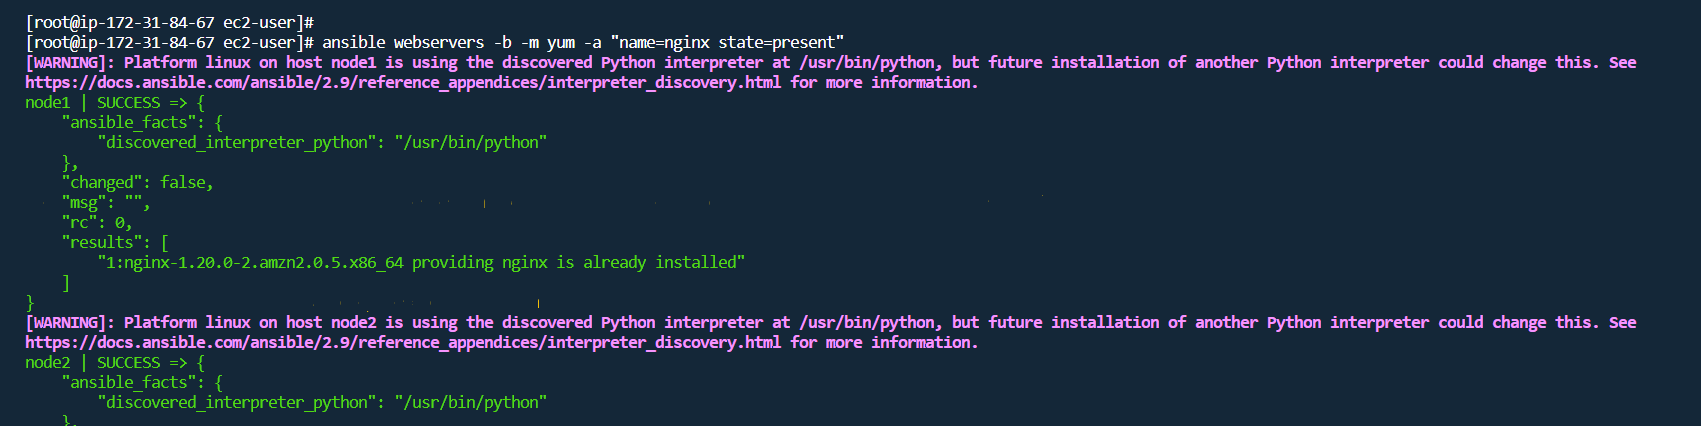 [root@ip-172-31-84-67 ec2-user]#
[root@ip-172-31-84-67 ec2-user]# ansible webservers -b -m yum -a "name=nginx state=present"
[WARNING]: Platform linux on host node1 is using the discovered Python interpreter at /usr/bin/python, but future installation of another Python interpreter could change this. See
https://docs.ansible.com/ansible/2.9/reference_appendices/interpreter_discovery.html for more information.
node1 | SUCCESS => {
    "ansible_facts": {
        "discovered_interpreter_python": "/usr/bin/python"
    },
    "changed": false,
    "msg": "",
    "rc": 0,
    "results": [
        "1:nginx-1.20.0-2.amzn2.0.5.x86_64 providing nginx is already installed"
    ]
}
[WARNING]: Platform linux on host node2 is using the discovered Python interpreter at /usr/bin/python, but future installation of another Python interpreter could change this. See
https://docs.ansible.com/ansible/2.9/reference_appendices/interpreter_discovery.html for more information.
node2 | SUCCESS => {
    "ansible_facts": {
        "discovered_interpreter_python": "/usr/bin/python"
    },